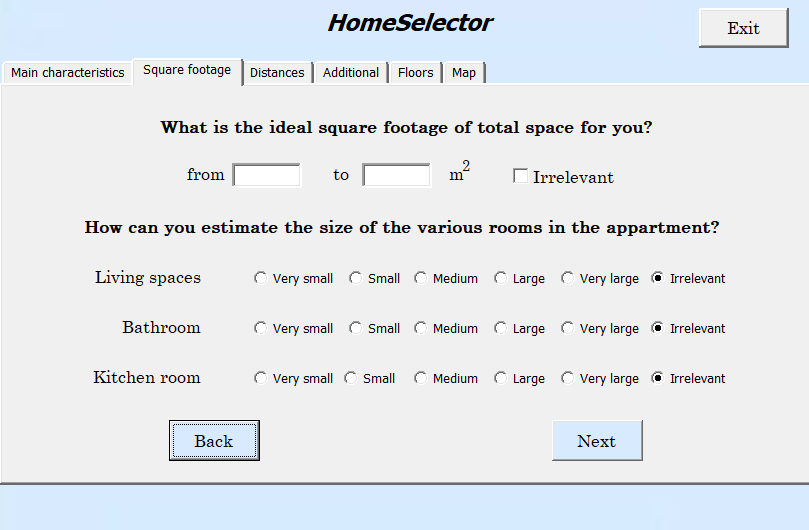 HomeSelector
Exit
Main characteristics Square footage Distances Additional Floors Map
What is the ideal square footage of total space for you?
from to m2 Irrelevant
How can you estimate the size of the various rooms in the appartment?
Living spaces Very small Small Medium Large Very large Irrelevant
Bathroom Very small Small Medium Large Very large Irrelevant
Kitchen room Very small Small Medium Large Very large Irrelevant
Back Next